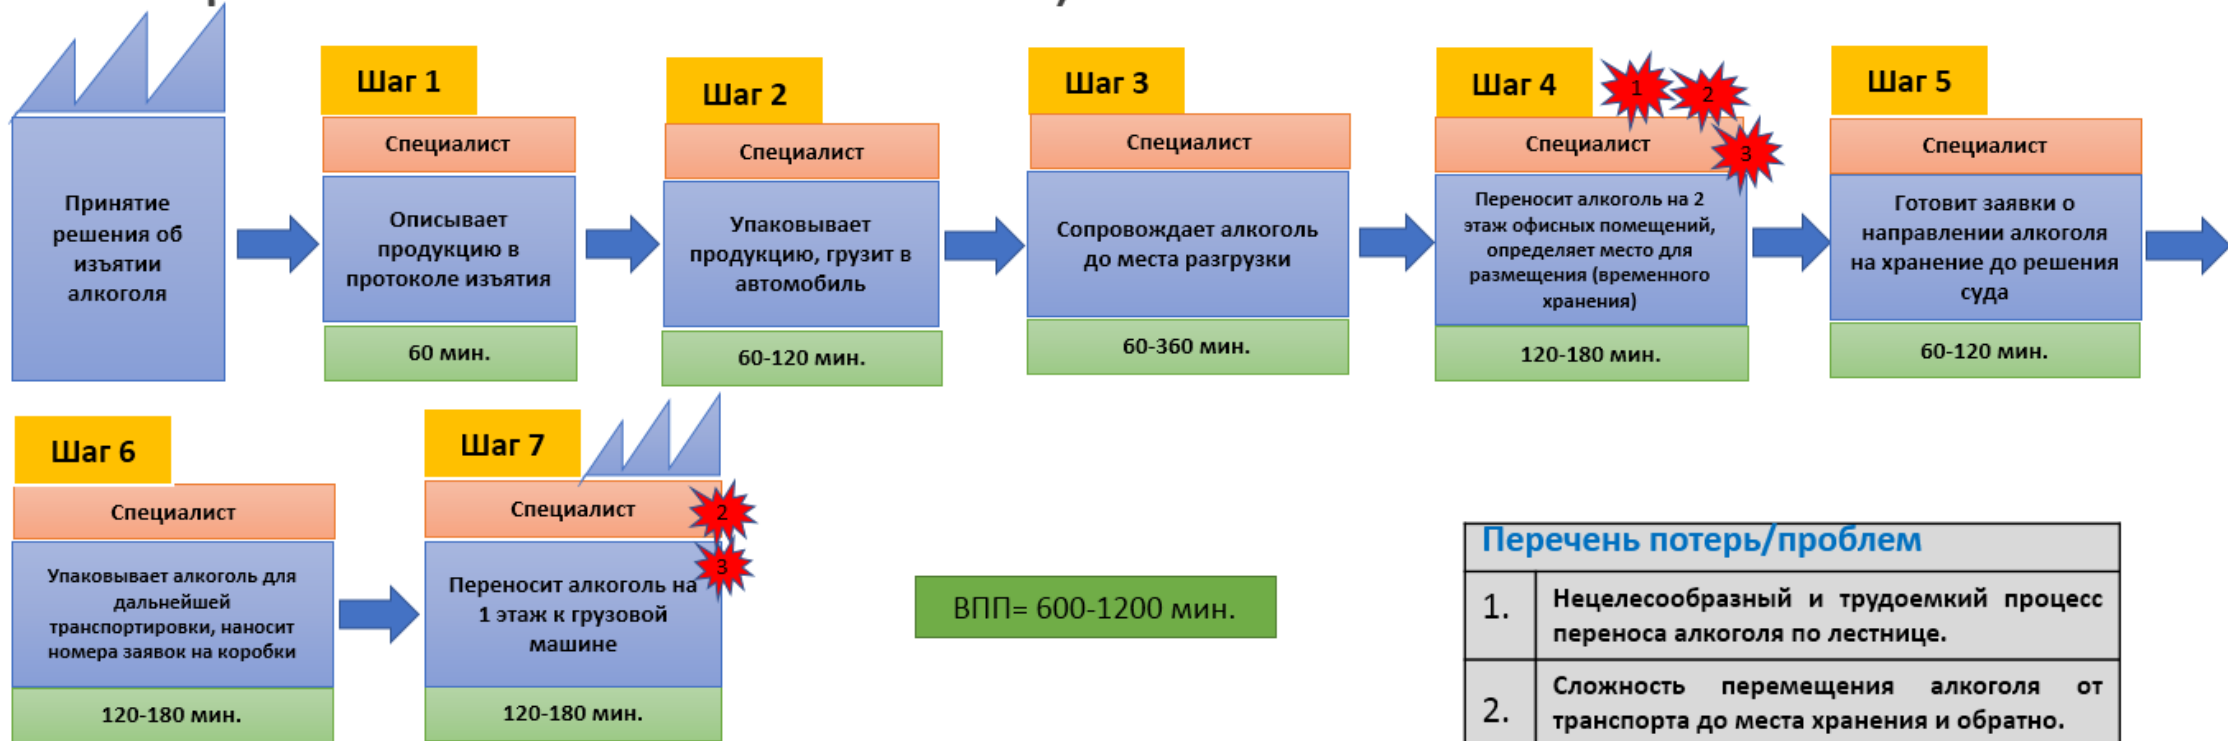 Принятие
решения об
изъятии
алкоголя
Шаг 1
Специалист
Описывает
продукцию в
протоколе изъятия
60 мин.
Шаг 2
Специалист
Упаковывает
продукцию, грузит в
автомобиль
60-120 мин.
Шаг 3
Специалист
Сопровождает алкоголь
до места разгрузки
60-360 мин.
Шаг 4
1
2
3
Специалист
Переносит алкоголь на 2
этаж офисных помещений,
определяет место для
размещения (временного
хранения)
120-180 мин.
Шаг 5
Специалист
Готовит заявки о
направлении алкоголя
на хранение до решения
суда
60-120 мин.
Шаг 6
Специалист
Упаковывает алкоголь для
дальнейшей
транспортировки, наносит
номера заявок на коробки
120-180 мин.
Шаг 7
Специалист
2
3
Переносит алкоголь на
1 этаж к грузовой
машине
120-180 мин.
ВПП= 600-1200 мин.
Перечень потерь/проблем
1.
Нецелесообразный и трудоемкий процесс
переноса алкоголя по лестнице.
2.
Сложность перемещения алкоголя от
транспорта до места хранения и обратно.